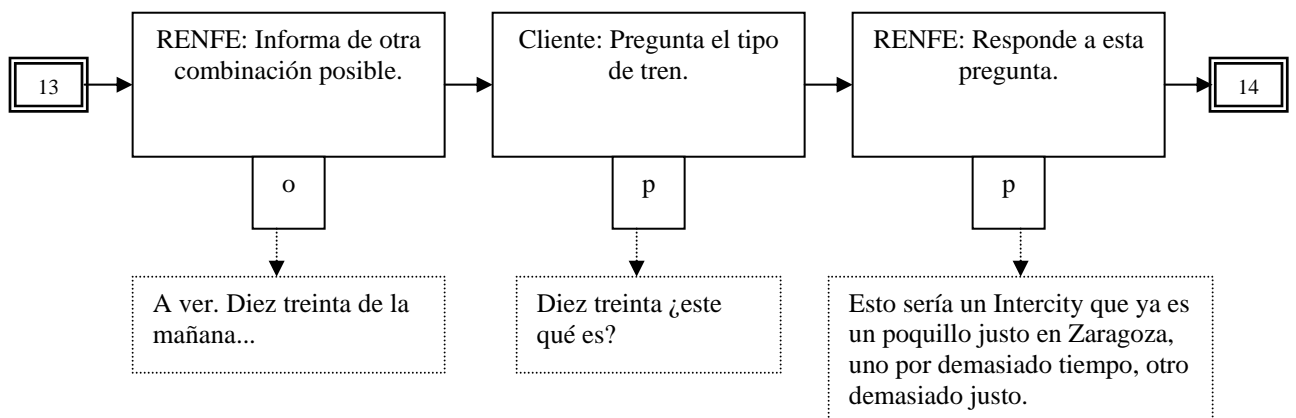 13
RENFE: Informa de otra
combinación posible.
Cliente: Pregunta el tipo
de tren.
RENFE: Responde a esta
pregunta.
14
o
p
p
A ver. Diez treinta de la
mañana...
Diez treinta ¿este
qué es?
Esto sería un Intercity que ya es
un poquillo justo en Zaragoza,
uno por demasiado tiempo, otro
demasiado justo.